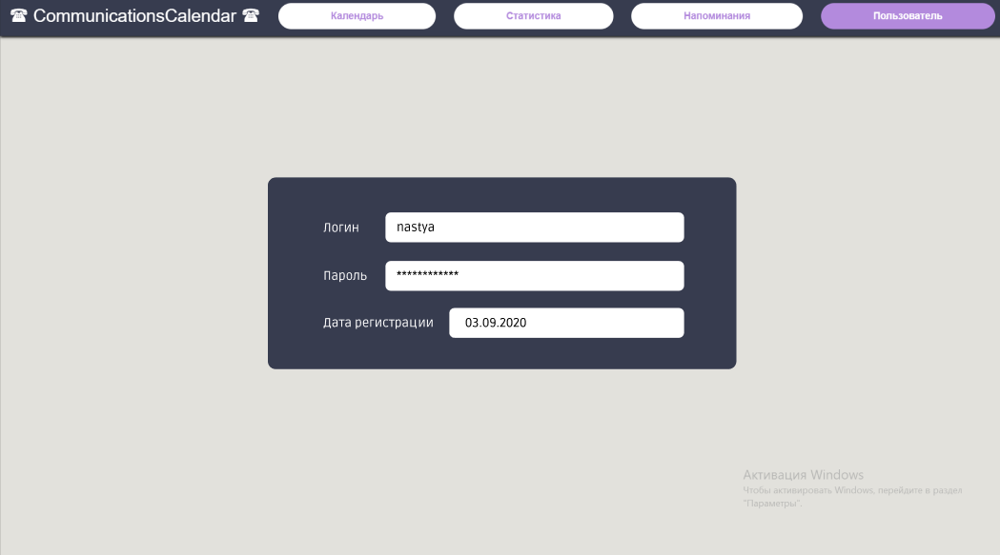 ☎ CommunicationsCalendar ☎ Календарь Статистика Напоминания Пользователь
Логин nastya
Пароль ************
Дата регистрации 03.09.2020
Активация Windows
Чтобы активировать Windows, перейдите в раздел
"Параметры".